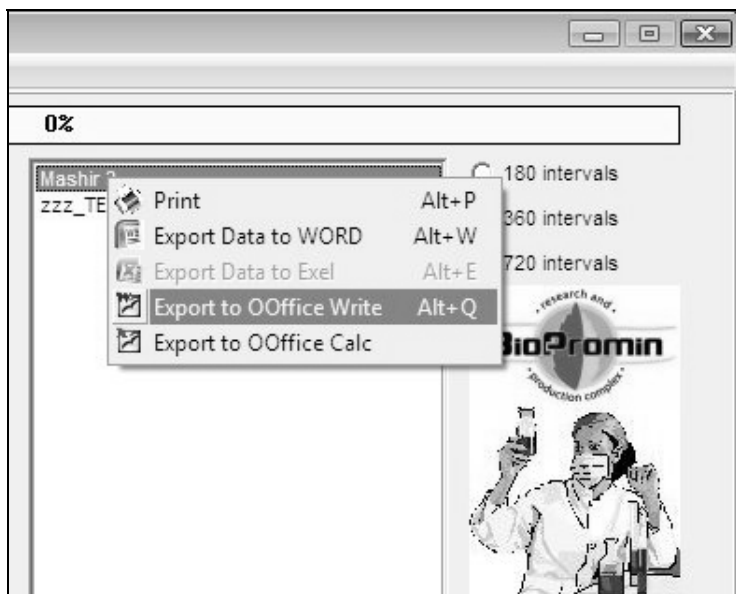 0%
Mashir
zzz_TE
Print Alt+P
Export Data to WORD Alt+W
Export Data to Exel Alt+E
Export to OOffice Write Alt+Q
Export to OOffice Calc
180 intervals
360 intervals
720 intervals
research and
BioPromin
production complex